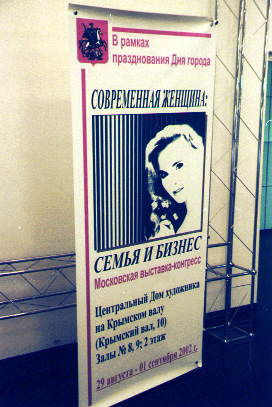 В рамках
празднования Дня города
СОВРЕМЕННАЯ ЖЕНЩИНА:
СЕМЬЯ И БИЗНЕС
Московская выставка-конгресс
Центральный Дом художника
на Крымском валу
(Крымский вал, 10)
Залы № 8, 9; 2 этаж
29 августа - 01 сентября 2002 г.